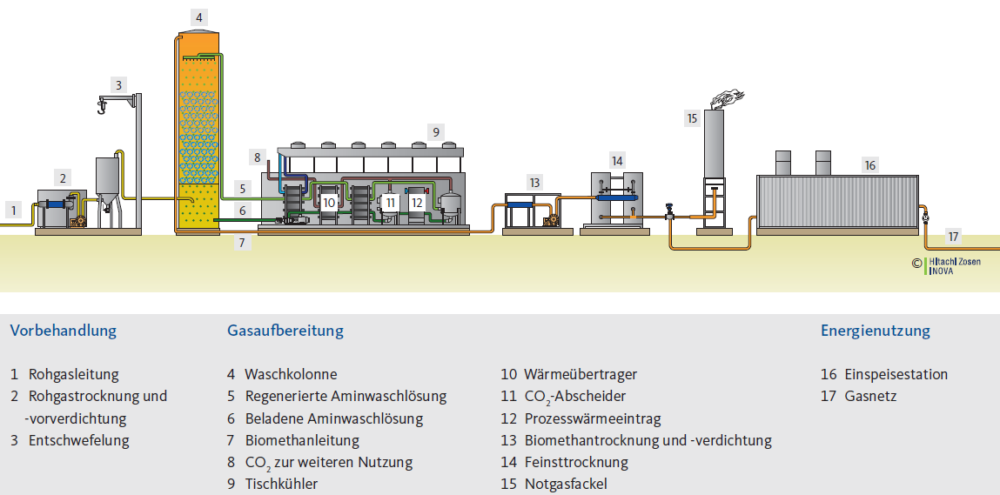 4
3
9
15
8
14
16
2
13
5
10
11
12
1
6
17
7
© Hitachi Zosen
INOVA
Vorbehandlung
1 Rohgasleitung
2 Rohgastrocknung und
-vorverdichtung
3 Entschwefelung
Gasaufbereitung
4 Waschkolonne
5 Regenerierte Aminwaschlösung
6 Beladene Aminwaschlösung
7 Biomethanleitung
8 CO₂ zur weiteren Nutzung
9 Tischkühler
10 Wärmeübertrager
11 CO₂-Abscheider
12 Prozesswärmeeintrag
13 Biomethantrocknung und -verdichtung
14 Feinsttrocknung
15 Notgasfackel
Energienutzung
16 Einspeisestation
17 Gasnetz